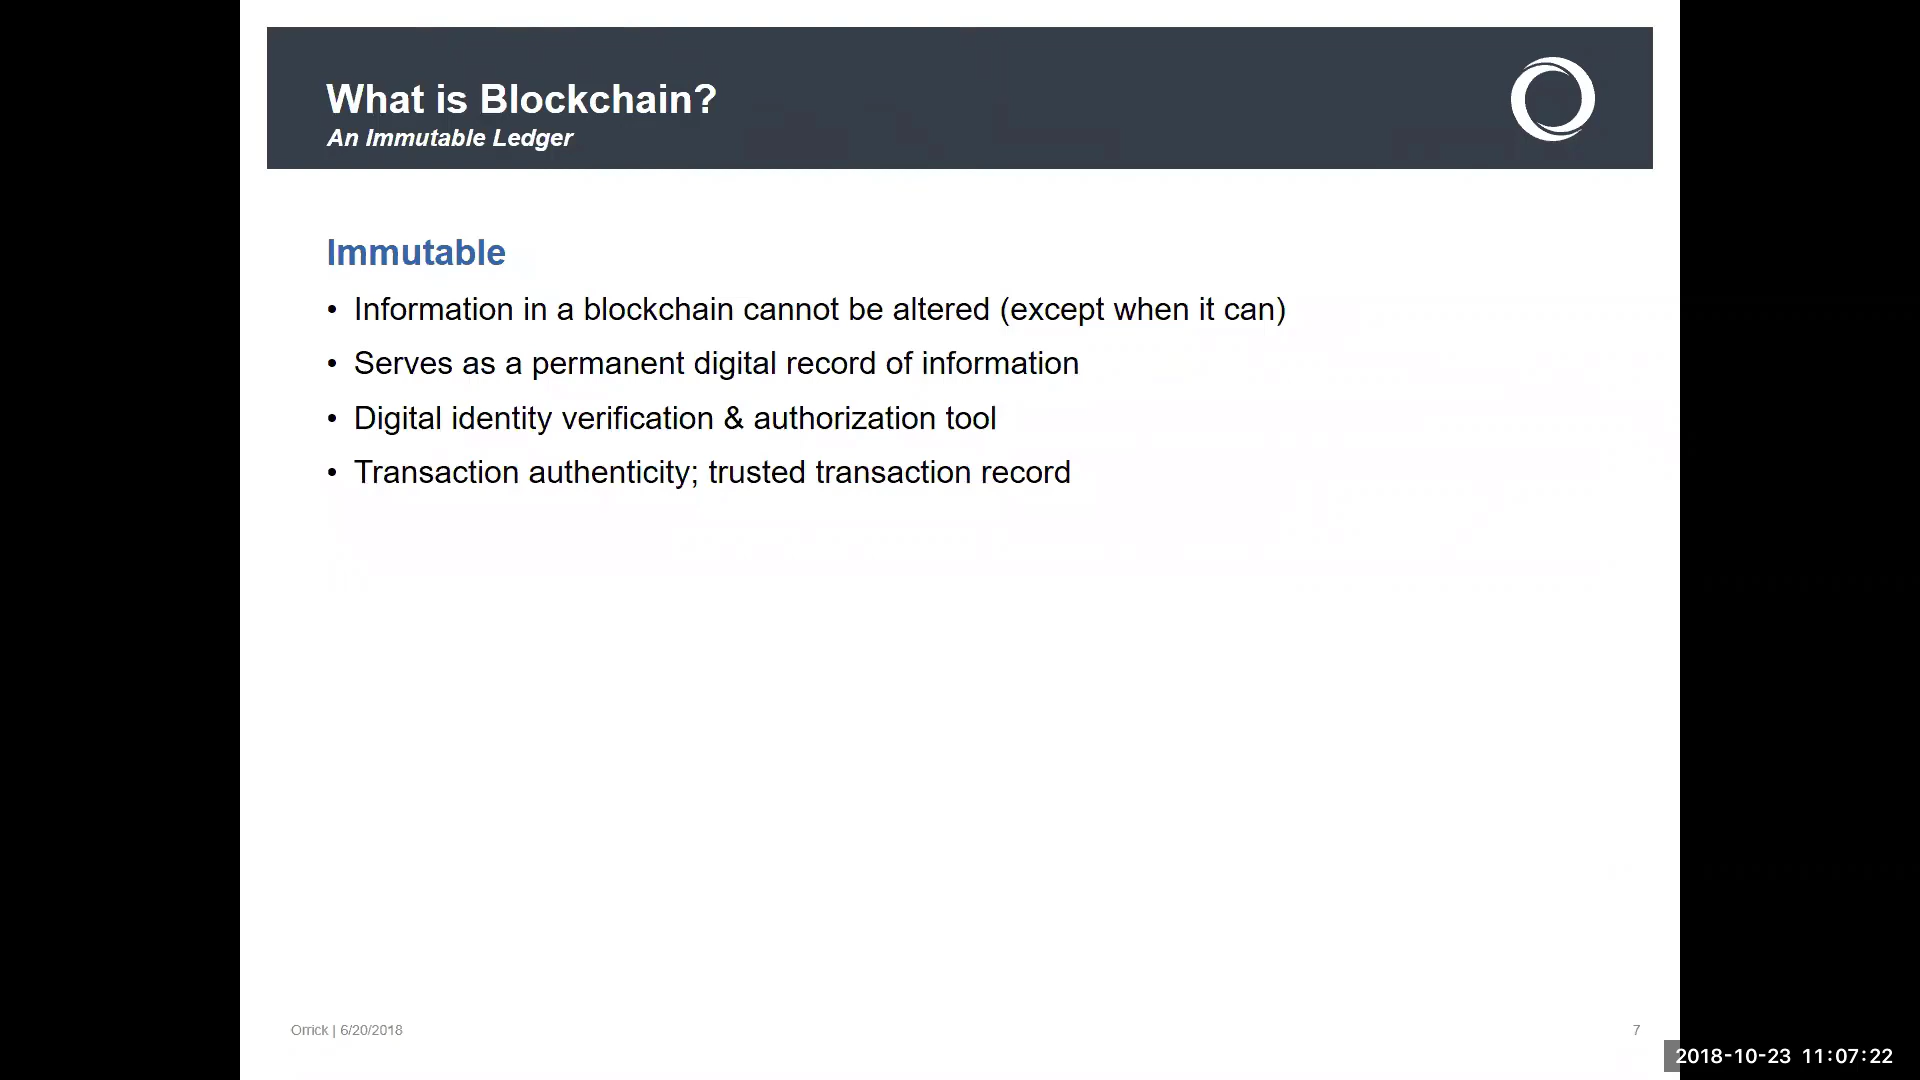 What is Blockchain?
An Immutable Ledger
Immutable
• Information in a blockchain cannot be altered (except when it can)
• Serves as a permanent digital record of information
• Digital identity verification & authorization tool
• Transaction authenticity; trusted transaction record
Orrick | 6/20/2018
7
2018-10-23 11:07:22